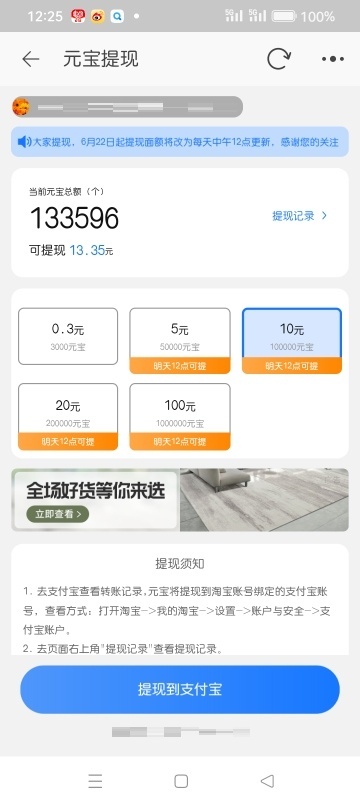 12:25
5G 5G 100%
元宝提现
大家提现，6月22日起提现面额将改为每天中午12点更新，感谢您的关注
当前元宝总额（个）
133596
提现记录
可提现 13.35元
0.3元 5元 10元
3000元宝 50000元宝 100000元宝
明天12点可提 明天12点可提
20元 100元
200000元宝 1000000元宝
明天12点可提 明天12点可提
全场好货等你来选
立即查看 >
提现须知
1. 去支付宝查看转账记录,元宝将提现到淘宝账号绑定的支付宝账
号，查看方式：打开淘宝-->我的淘宝-->设置-->账户与安全-->支
付宝账户。
2. 去页面右上角"提现记录"查看提现记录。
提现到支付宝